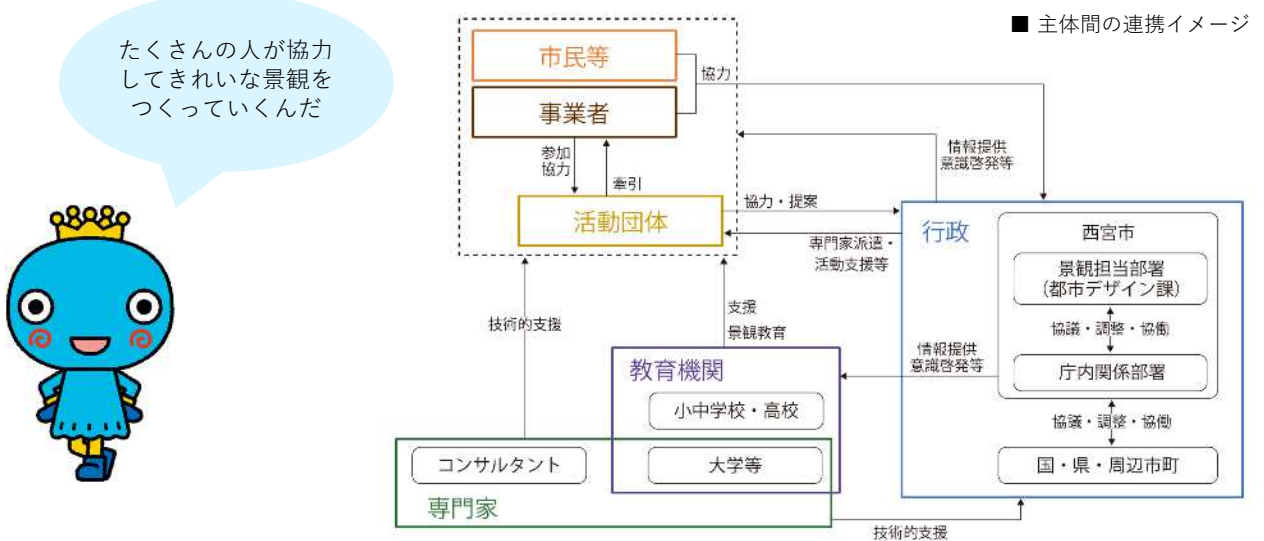 ■ 主体間の連携イメージ
たくさんの人が協力
してきれいな景観を
つくっていくんだ
市民等
事業者
協力
参加
協力
牽引
活動団体
情報提供
意識啓発等
協力・提案
専門家派遣・
活動支援等
行政
西宮市
景観担当部署
(都市デザイン課)
協議・調整・協働
庁内関係部署
協議・調整・協働
国・県・周辺市町
技術的支援
支援
景観教育
情報提供
意識啓発等
教育機関
小中学校・高校
コンサルタント
大学等
専門家
技術的支援